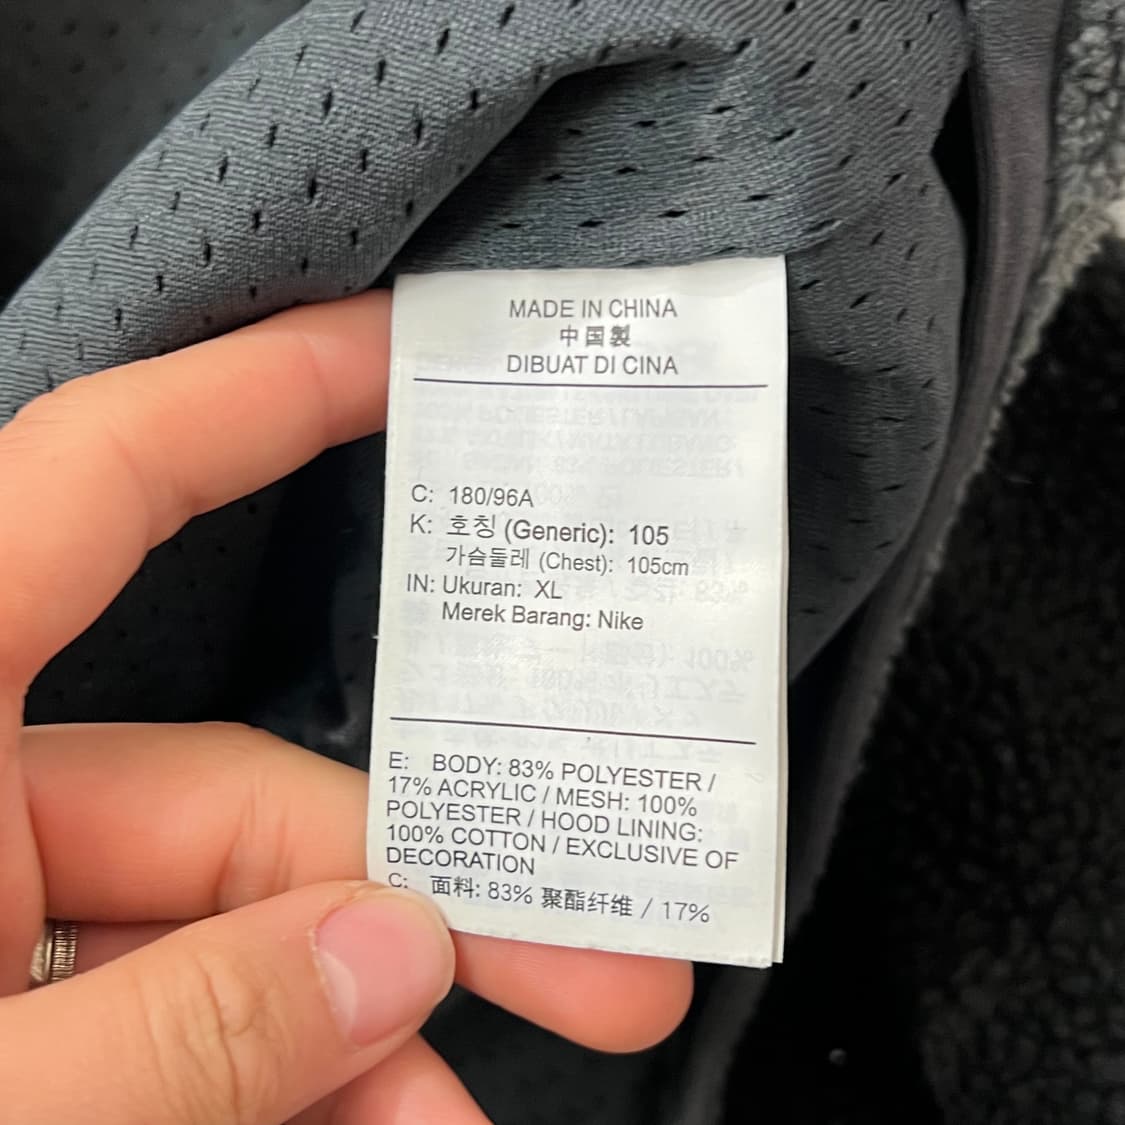 MADE IN CHINA
中国製
DIBUAT DI CINA
C: 180/96A
K: 호칭 (Generic): 105
가슴둘레 (Chest): 105cm
IN: Ukuran: XL
Merek Barang: Nike
E: BODY: 83% POLYESTER /
17% ACRYLIC / MESH: 100%
POLYESTER / HOOD LINING:
100% COTTON / EXCLUSIVE OF
DECORATION
C: 面料: 83% 聚酯纤维 / 17%